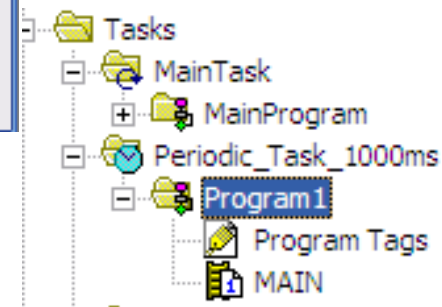 Tasks
MainTask
MainProgram
Periodic_Task_1000ms
Program1
Program Tags
MAIN